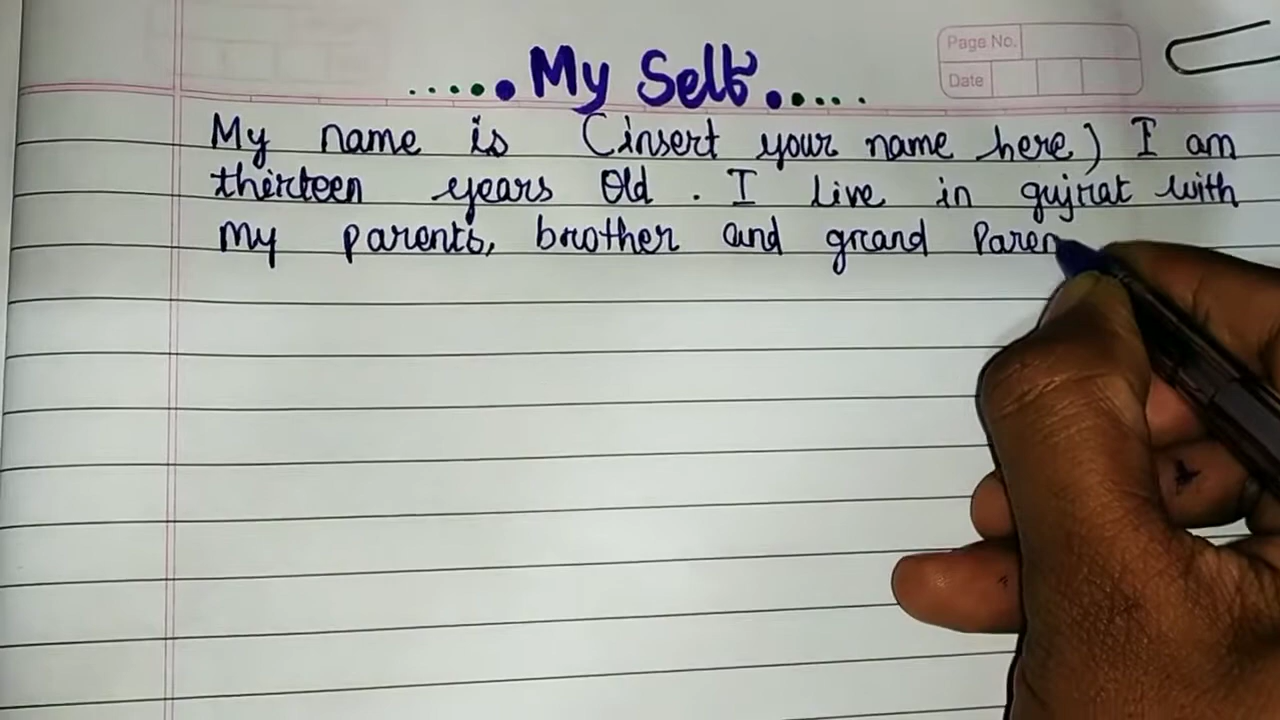 Page No.
Date
.....My Self.....
My name is (insert your name here) I am
thirteen years Old. I live in gujrat with
my parents, brother and grand Paren